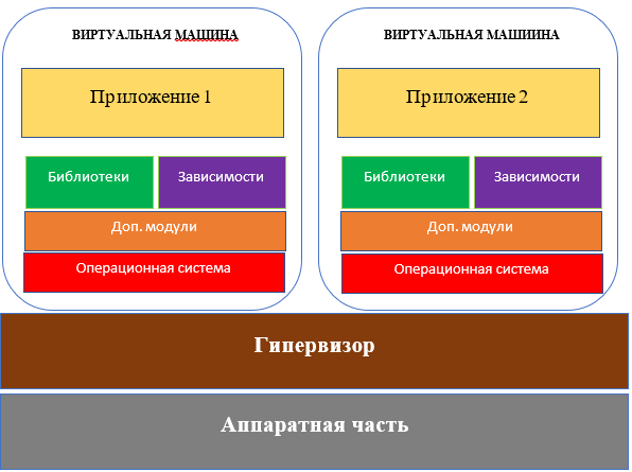 ВИРТУАЛЬНАЯ МАШИНА
ВИРТУАЛЬНАЯ МАШИИНА
Приложение 1
Приложение 2
Библиотеки
Зависимости
Библиотеки
Зависимости
Доп. модули
Доп. модули
Операционная система
Операционная система
Гипервизор
Аппаратная часть